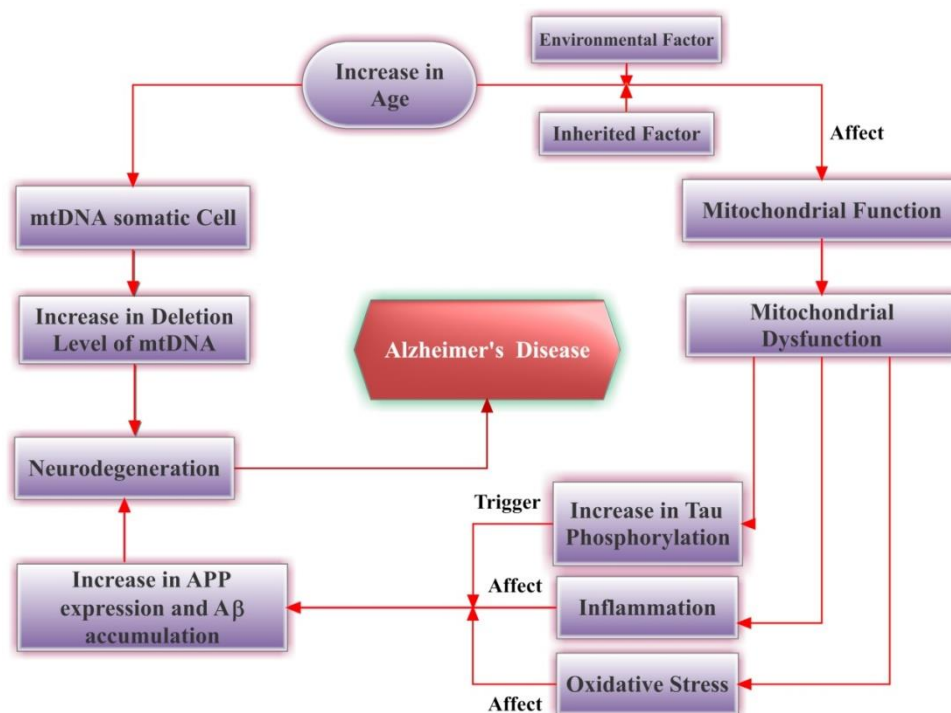 Environmental Factor
Increase in
Age
Inherited Factor
Affect
mtDNA somatic Cell
Mitochondrial Function
Increase in Deletion
Level of mtDNA
Mitochondrial
Dysfunction
Alzheimer's Disease
Neurodegeneration
Trigger
Increase in Tau
Phosphorylation
Increase in APP
expression and Aβ
accumulation
Affect
Inflammation
Oxidative Stress
Affect